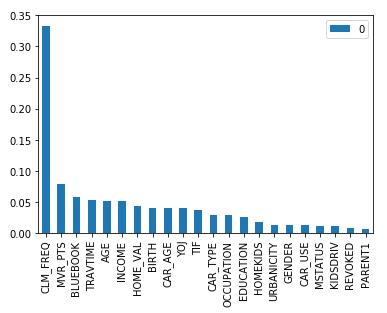 0.35
0.30
0.25
0.20
0.15
0.10
0.05
0.00
0
CLM_FREQ
MVR_PTS
BLUEBOOK
TRAVTIME
AGE
INCOME
HOME_VAL
BIRTH
CAR_AGE
YOJ
TIF
CAR_TYPE
OCCUPATION
EDUCATION
HOMEKIDS
URBANICITY
GENDER
CAR_USE
MSTATUS
KIDSDRIV
REVOKED
PARENT1